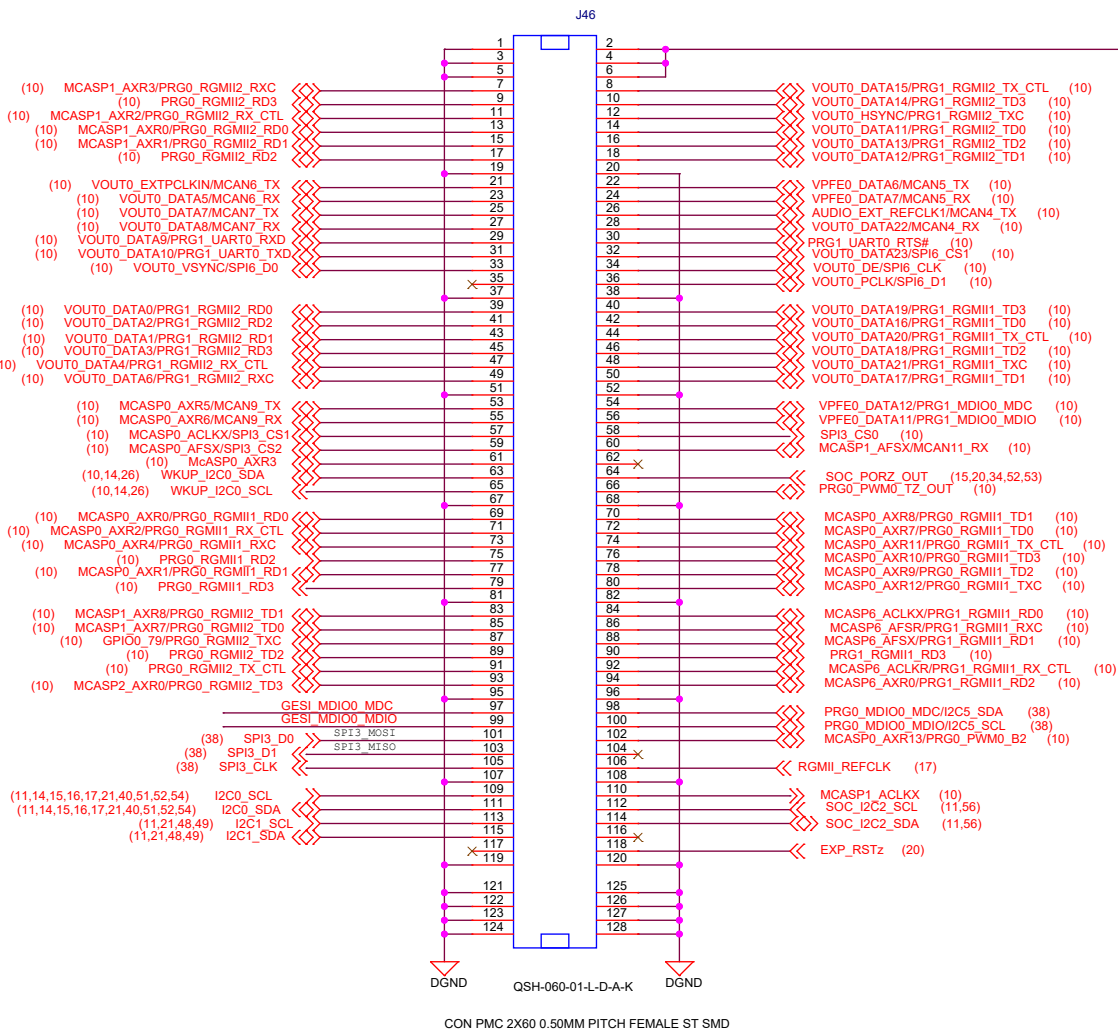 J46
1 2
3 4
5 6
(10) MCASP1_AXR3/PRG0_RGMII2_RXC 7 8 VOUT0_DATA15/PRG1_RGMII2_TX_CTL (10)
(10) PRG0_RGMII2_RD3 9 10 VOUT0_DATA14/PRG1_RGMII2_TD3 (10)
(10) MCASP1_AXR2/PRG0_RGMII2_RX_CTL 11 12 VOUT0_HSYNC/PRG1_RGMII2_TXC (10)
(10) MCASP1_AXR0/PRG0_RGMII2_RD0 13 14 VOUT0_DATA11/PRG1_RGMII2_TD0 (10)
(10) MCASP1_AXR1/PRG0_RGMII2_RD1 15 16 VOUT0_DATA13/PRG1_RGMII2_TD2 (10)
(10) PRG0_RGMII2_RD2 17 18 VOUT0_DATA12/PRG1_RGMII2_TD1 (10)
19 20
(10) VOUT0_EXTPCLKIN/MCAN6_TX 21 22 VPFE0_DATA6/MCAN5_TX (10)
(10) VOUT0_DATA5/MCAN6_RX 23 24 VPFE0_DATA7/MCAN5_RX (10)
(10) VOUT0_DATA7/MCAN7_TX 25 26 AUDIO_EXT_REFCLK1/MCAN4_TX (10)
(10) VOUT0_DATA8/MCAN7_RX 27 28 VOUT0_DATA22/MCAN4_RX (10)
(10) VOUT0_DATA9/PRG1_UART0_RXD 29 30 PRG1_UART0_RTS# (10)
(10) VOUT0_DATA10/PRG1_UART0_TXD 31 32 VOUT0_DATA23/SPI6_CS1 (10)
(10) VOUT0_VSYNC/SPI6_D0 33 34 VOUT0_DE/SPI6_CLK (10)
35 36 VOUT0_PCLK/SPI6_D1 (10)
37 38
(10) VOUT0_DATA0/PRG1_RGMII2_RD0 39 40 VOUT0_DATA19/PRG1_RGMII1_TD3 (10)
(10) VOUT0_DATA2/PRG1_RGMII2_RD2 41 42 VOUT0_DATA16/PRG1_RGMII1_TD0 (10)
(10) VOUT0_DATA1/PRG1_RGMII2_RD1 43 44 VOUT0_DATA20/PRG1_RGMII1_TX_CTL (10)
(10) VOUT0_DATA3/PRG1_RGMII2_RD3 45 46 VOUT0_DATA18/PRG1_RGMII1_TD2 (10)
10) VOUT0_DATA4/PRG1_RGMII2_RX_CTL 47 48 VOUT0_DATA21/PRG1_RGMII1_TXC (10)
(10) VOUT0_DATA6/PRG1_RGMII2_RXC 49 50 VOUT0_DATA17/PRG1_RGMII1_TD1 (10)
51 52
(10) MCASP0_AXR5/MCAN9_TX 53 54 VPFE0_DATA12/PRG1_MDIO0_MDC (10)
(10) MCASP0_AXR6/MCAN9_RX 55 56 VPFE0_DATA11/PRG1_MDIO0_MDIO (10)
(10) MCASP0_ACLKX/SPI3_CS1 57 58 SPI3_CS0 (10)
(10) MCASP0_AFSX/SPI3_CS2 59 60 MCASP1_AFSX/MCAN11_RX (10)
(10) McASP0_AXR3 61 62
(10,14,26) WKUP_I2C0_SDA 63 64 SOC_PORZ_OUT (15,20,34,52,53)
(10,14,26) WKUP_I2C0_SCL 65 66 PRG0_PWM0_TZ_OUT (10)
67 68
(10) MCASP0_AXR0/PRG0_RGMII1_RD0 69 70 MCASP0_AXR8/PRG0_RGMII1_TD1 (10)
(10) MCASP0_AXR2/PRG0_RGMII1_RX_CTL 71 72 MCASP0_AXR7/PRG0_RGMII1_TD0 (10)
(10) MCASP0_AXR4/PRG0_RGMII1_RXC 73 74 MCASP0_AXR11/PRG0_RGMII1_TX_CTL (10)
(10) PRG0_RGMII1_RD2 75 76 MCASP0_AXR10/PRG0_RGMII1_TD3 (10)
(10) MCASP0_AXR1/PRG0_RGMII1_RD1 77 78 MCASP0_AXR9/PRG0_RGMII1_TD2 (10)
(10) PRG0_RGMII1_RD3 79 80 MCASP0_AXR12/PRG0_RGMII1_TXC (10)
81 82
(10) MCASP1_AXR8/PRG0_RGMII2_TD1 83 84 MCASP6_ACLKX/PRG1_RGMII1_RD0 (10)
(10) MCASP1_AXR7/PRG0_RGMII2_TD0 85 86 MCASP6_AFSR/PRG1_RGMII1_RXC (10)
(10) GPIO0_79/PRG0_RGMII2_TXC 87 88 MCASP6_AFSX/PRG1_RGMII1_RD1 (10)
(10) PRG0_RGMII2_TD2 89 90 PRG1_RGMII1_RD3 (10)
(10) PRG0_RGMII2_TX_CTL 91 92 MCASP6_ACLKR/PRG1_RGMII1_RX_CTL (10)
(10) MCASP2_AXR0/PRG0_RGMII2_TD3 93 94 MCASP6_AXR0/PRG1_RGMII1_RD2 (10)
95 96
GESI_MDIO0_MDC 97 98 PRG0_MDIO0_MDC/I2C5_SDA (38)
GESI_MDIO0_MDIO 99 100 PRG0_MDIO0_MDIO/I2C5_SCL (38)
(38) SPI3_D0 SPI3_MOSI 101 102 MCASP0_AXR13/PRG0_PWM0_B2 (10)
(38) SPI3_D1 SPI3_MISO 103 104
(38) SPI3_CLK 105 106 RGMII_REFCLK (17)
107 108
(11,14,15,16,17,21,40,51,52,54) I2C0_SCL 109 110 MCASP1_ACLKX (10)
(11,14,15,16,17,21,40,51,52,54) I2C0_SDA 111 112 SOC_I2C2_SCL (11,56)
(11,21,48,49) I2C1_SCL 113 114 SOC_I2C2_SDA (11,56)
(11,21,48,49) I2C1_SDA 115 116
117 118 EXP_RSTz (20)
119 120
121 125
122 126
123 127
124 128
DGND QSH-060-01-L-D-A-K DGND
CON PMC 2X60 0.50MM PITCH FEMALE ST SMD